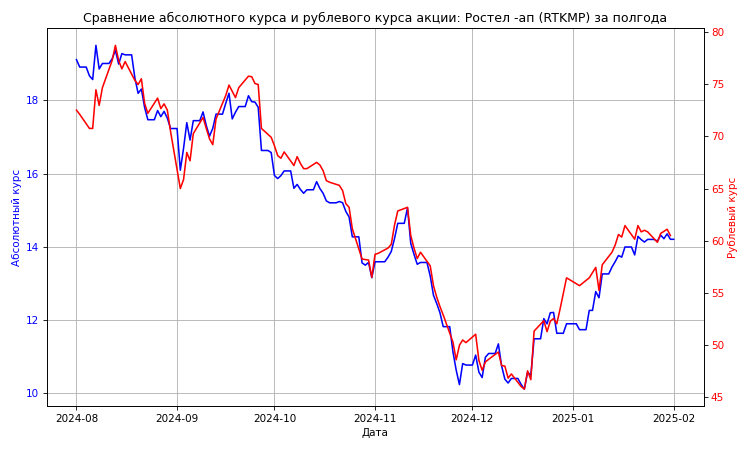 Сравнение абсолютного курса и рублевого курса акции: Ростел -ап (RTKMP) за полгода
80
75
18
70
16
65
Абсолютный курс
Рублевый курс
14
60
55
12
50
10
45
2024-08 2024-09 2024-10 2024-11 2024-12 2025-01 2025-02
Дата